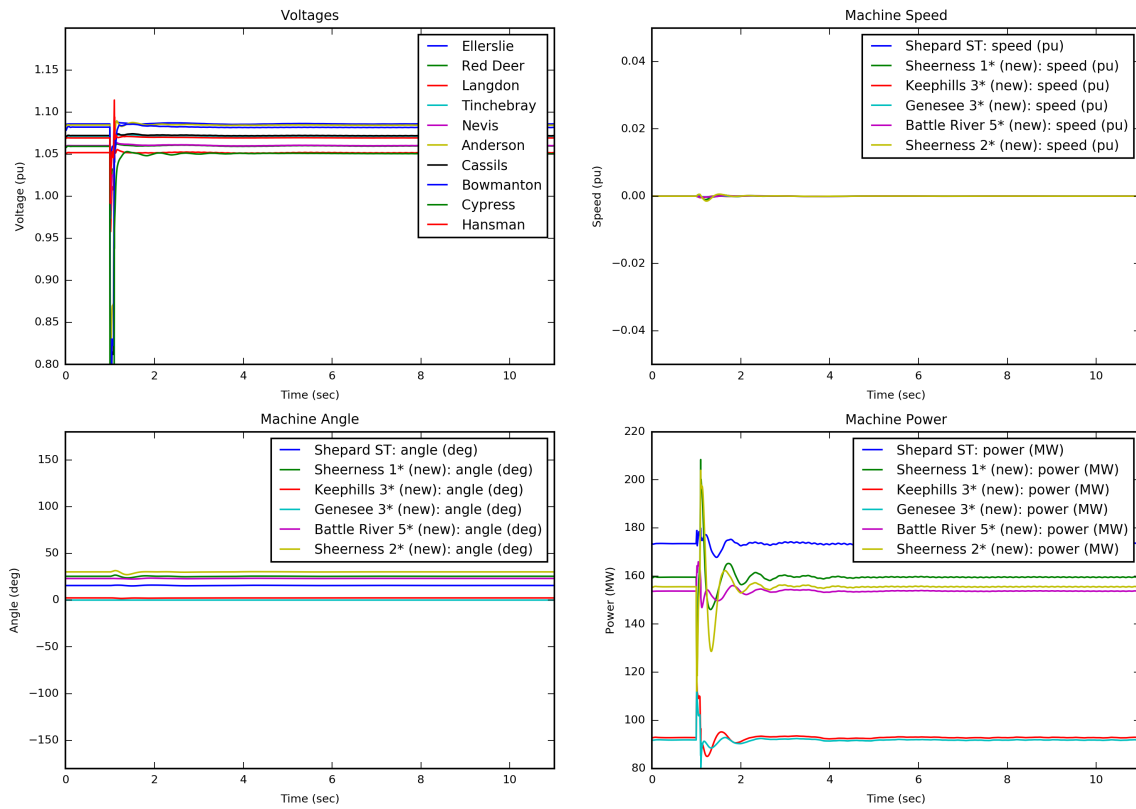 Voltages
1.15
1.10
1.05
1.00
0.95
0.90
0.85
0.80
Voltage (pu)
Ellerslie
Red Deer
Langdon
Tinchebray
Nevis
Anderson
Cassils
Bowmanton
Cypress
Hansman
0 2 4 6 8 10
Time (sec)
Machine Speed
0.04
0.02
0.00
−0.02
−0.04
Speed (pu)
Shepard ST: speed (pu)
Sheerness 1* (new): speed (pu)
Keephills 3* (new): speed (pu)
Genesee 3* (new): speed (pu)
Battle River 5* (new): speed (pu)
Sheerness 2* (new): speed (pu)
0 2 4 6 8 10
Time (sec)
Machine Angle
150
100
50
0
−50
−100
−150
Angle (deg)
Shepard ST: angle (deg)
Sheerness 1* (new): angle (deg)
Keephills 3* (new): angle (deg)
Genesee 3* (new): angle (deg)
Battle River 5* (new): angle (deg)
Sheerness 2* (new): angle (deg)
0 2 4 6 8 10
Time (sec)
Machine Power
220
200
180
160
140
120
100
80
Power (MW)
Shepard ST: power (MW)
Sheerness 1* (new): power (MW)
Keephills 3* (new): power (MW)
Genesee 3* (new): power (MW)
Battle River 5* (new): power (MW)
Sheerness 2* (new): power (MW)
0 2 4 6 8 10
Time (sec)